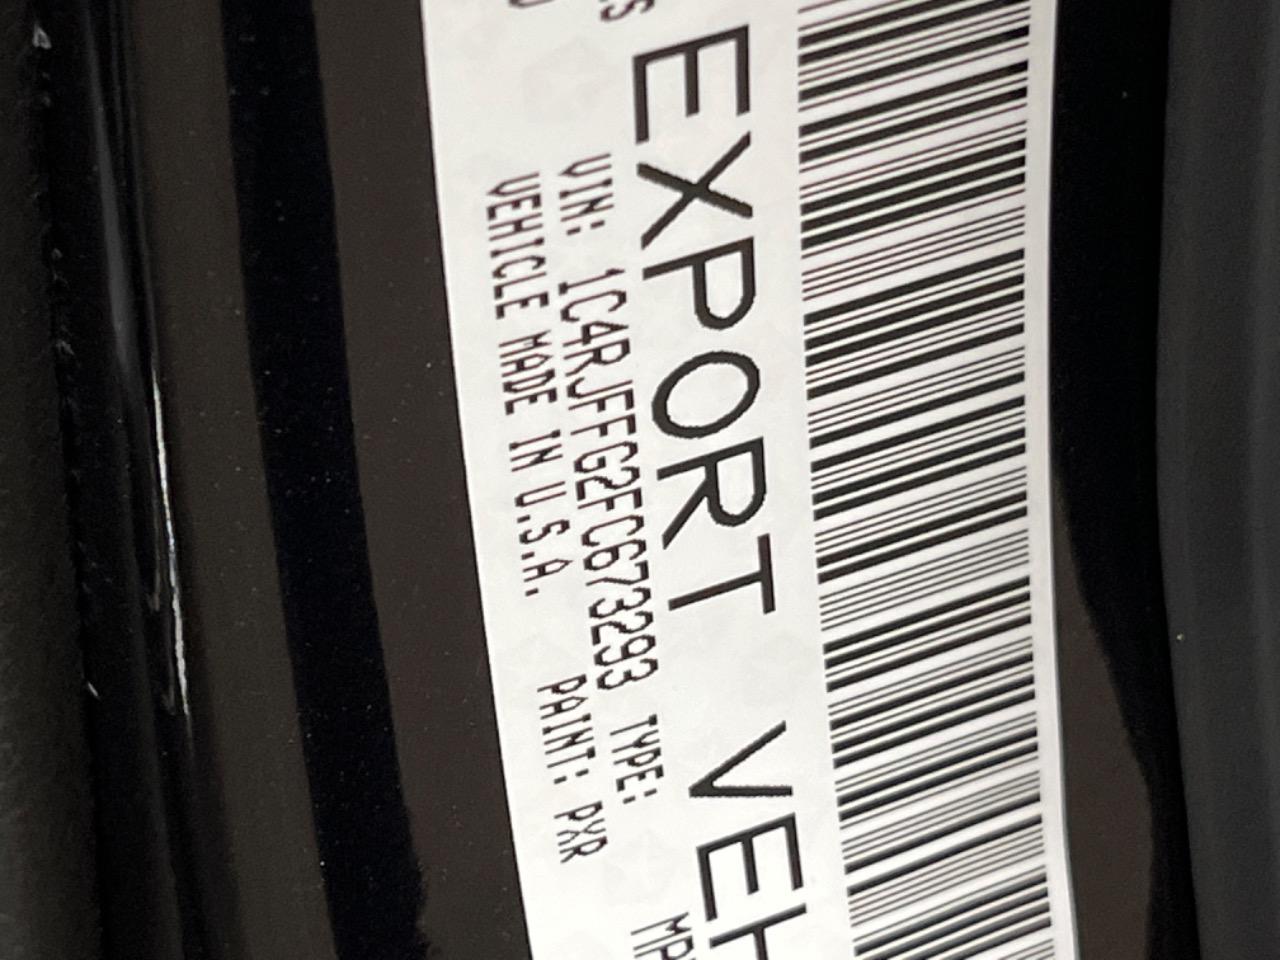 EXPORT VEH
VIN: 1C4RJFFG2FC673293 TYPE:
VEHICLE MADE IN U.S.A. PAINT: PXR